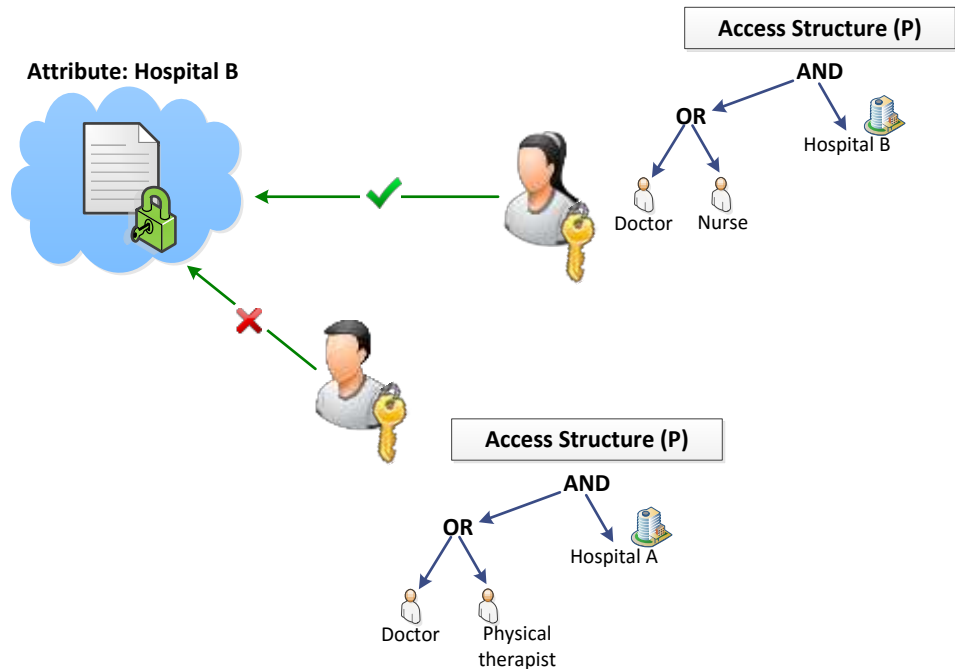 Access Structure (P)
Attribute: Hospital B
AND
OR
Hospital B
Doctor
Nurse
Access Structure (P)
AND
OR
Hospital A
Doctor
Physical
therapist